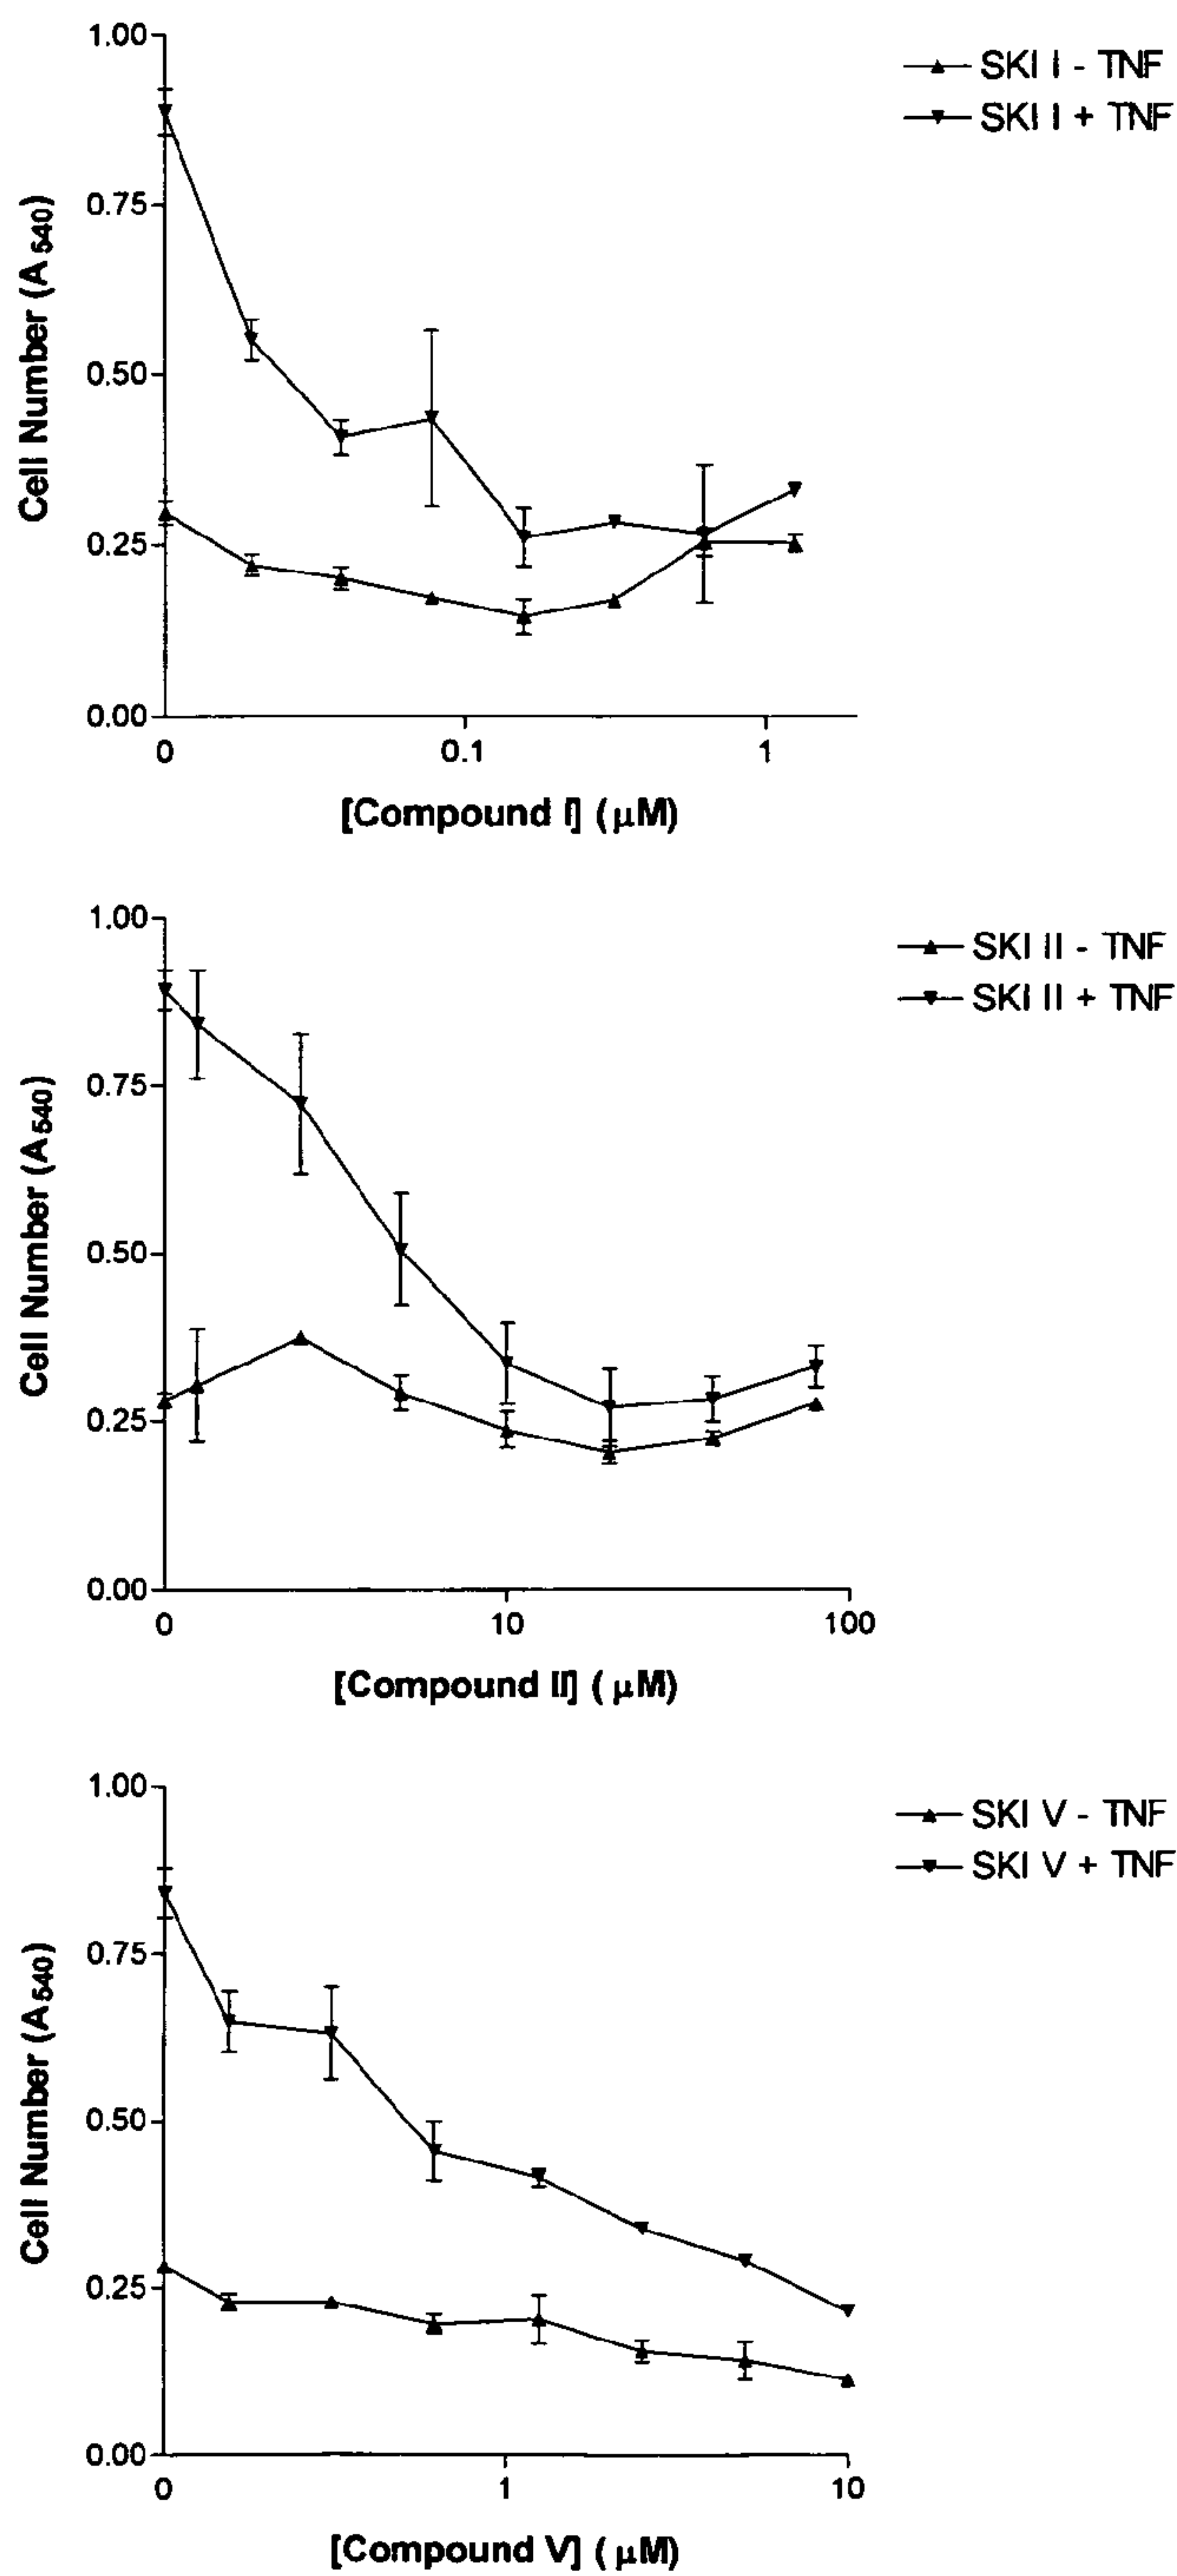 1.00
0.75
0.50
0.25
0.00
Cell Number (A540)
0
0.1
1
[Compound I] (μM)
SKI I - TNF
SKI I + TNF
1.00
0.75
0.50
0.25
0.00
Cell Number (A540)
0
10
100
[Compound II] (μM)
SKI II - TNF
SKI II + TNF
1.00
0.75
0.50
0.25
0.00
Cell Number (A540)
0
1
10
[Compound V] (μM)
SKI V - TNF
SKI V + TNF